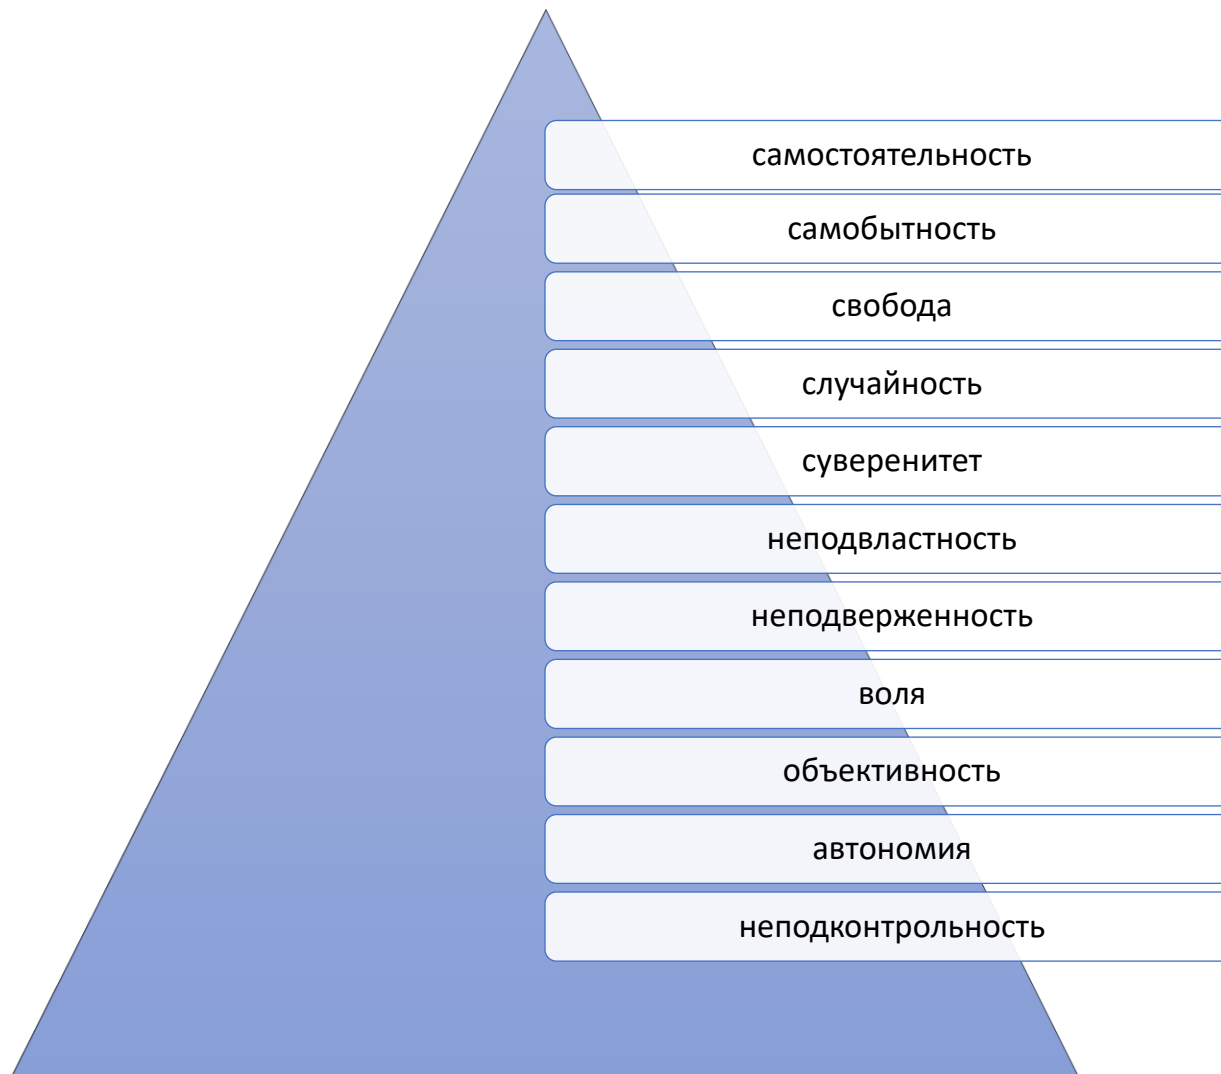 самостоятельность
самобытность
свобода
случайность
суверенитет
неподвластность
неподверженность
воля
объективность
автономия
неподконтрольность